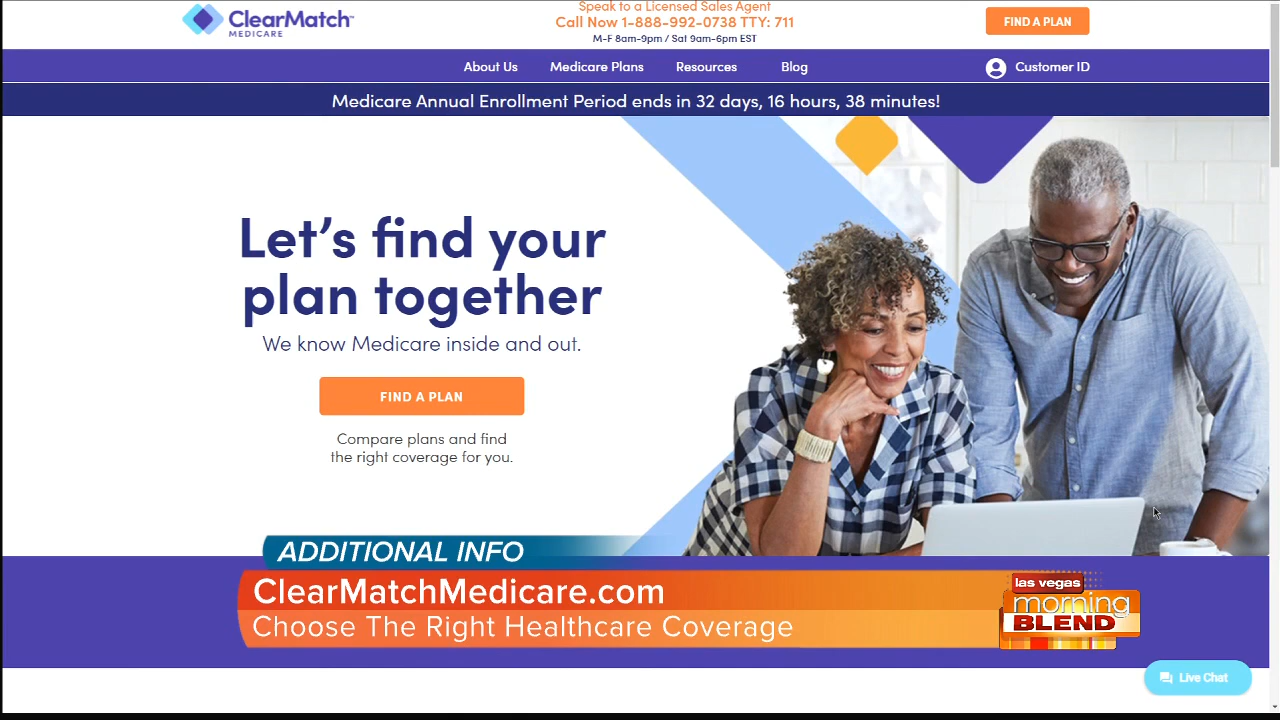 ClearMatch™
MEDICARE
Speak to a Licensed Sales Agent
Call Now 1-888-992-0738 TTY: 711
M-F 8am-9pm / Sat 9am-6pm EST
FIND A PLAN
About Us
Medicare Plans
Resources
Blog
Customer ID
Medicare Annual Enrollment Period ends in 32 days, 16 hours, 38 minutes!
Let's find your
plan together
We know Medicare inside and out.
FIND A PLAN
Compare plans and find
the right coverage for you.
ADDITIONAL INFO
ClearMatchMedicare.com
Choose The Right Healthcare Coverage
las vegas
morning
BLEND
Live Chat